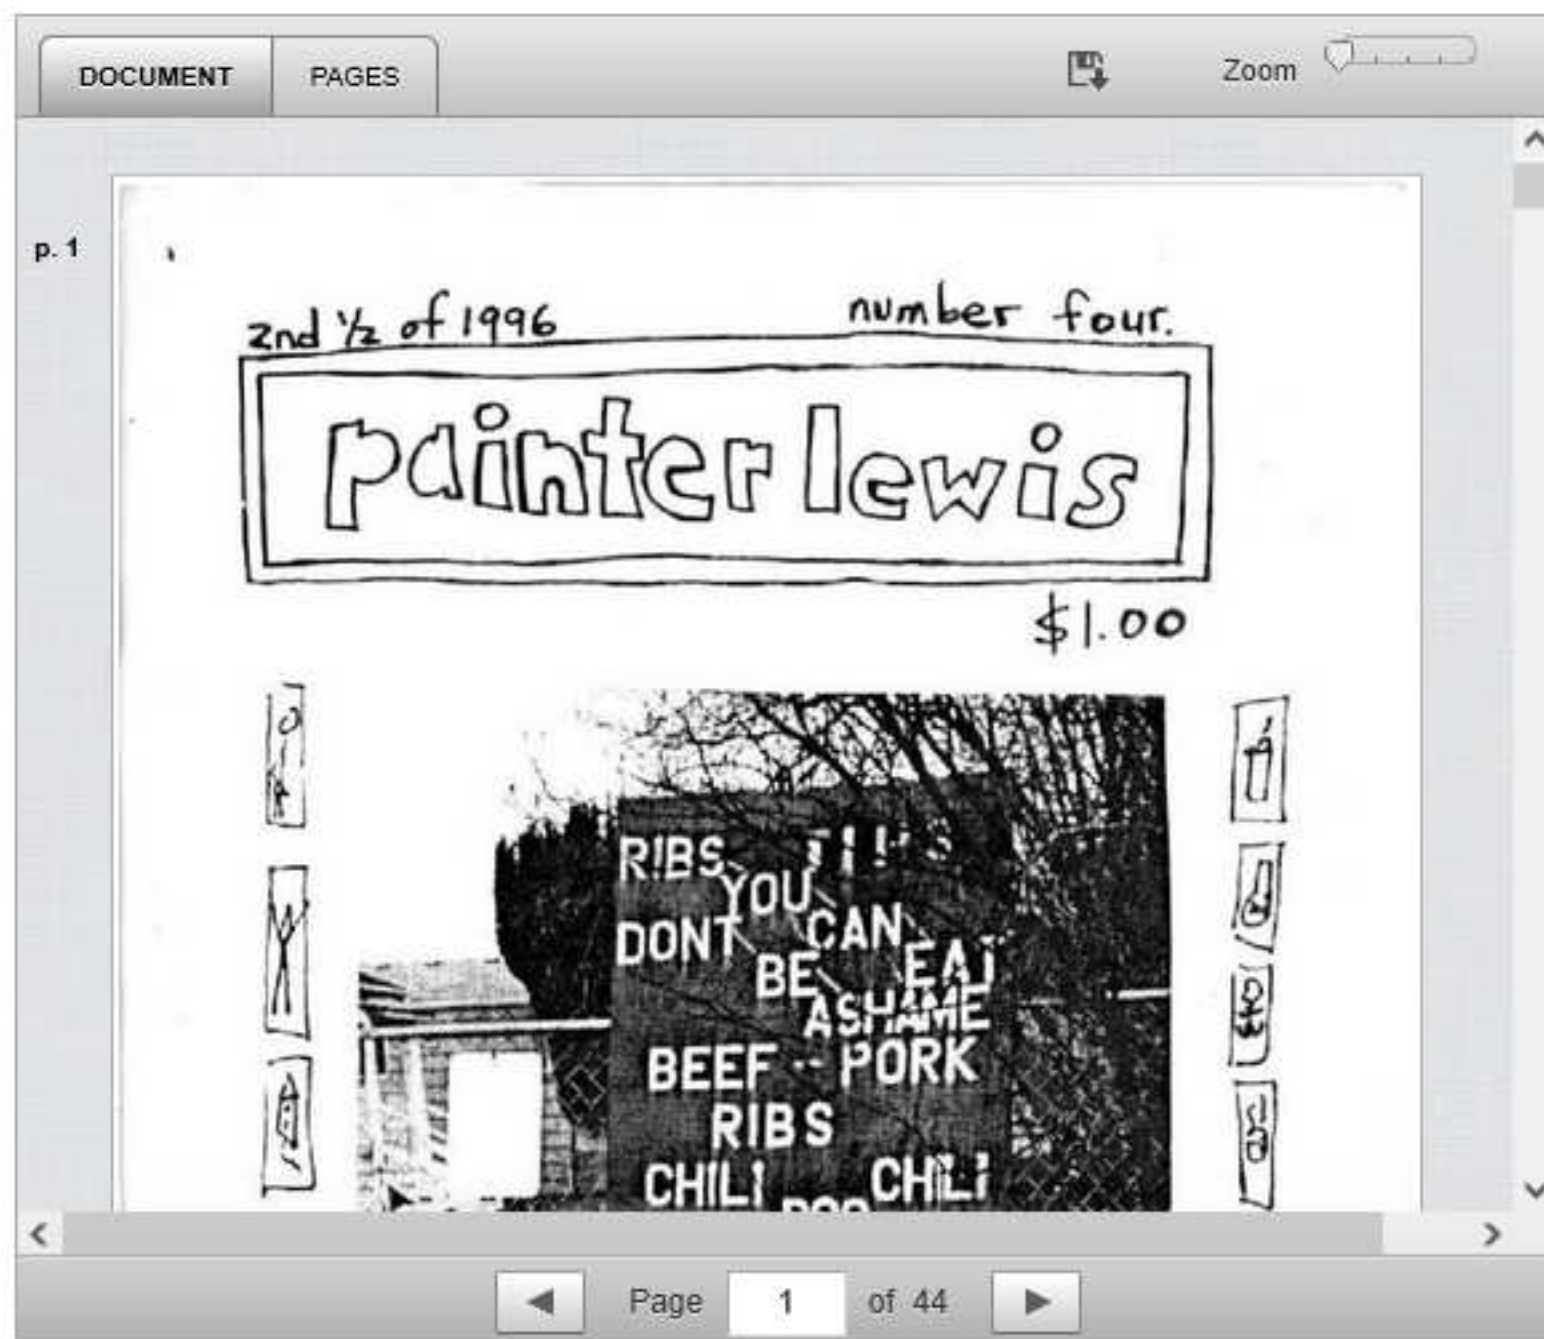 DOCUMENT PAGES Zoom
p. 1
2nd ½ of 1996 number four.
painter lewis
$1.00
RIBS
YOU
DONT CAN
BE EAT
ASHAME
BEEF -- PORK
RIBS
CHILI CHILI
Page 1 of 44